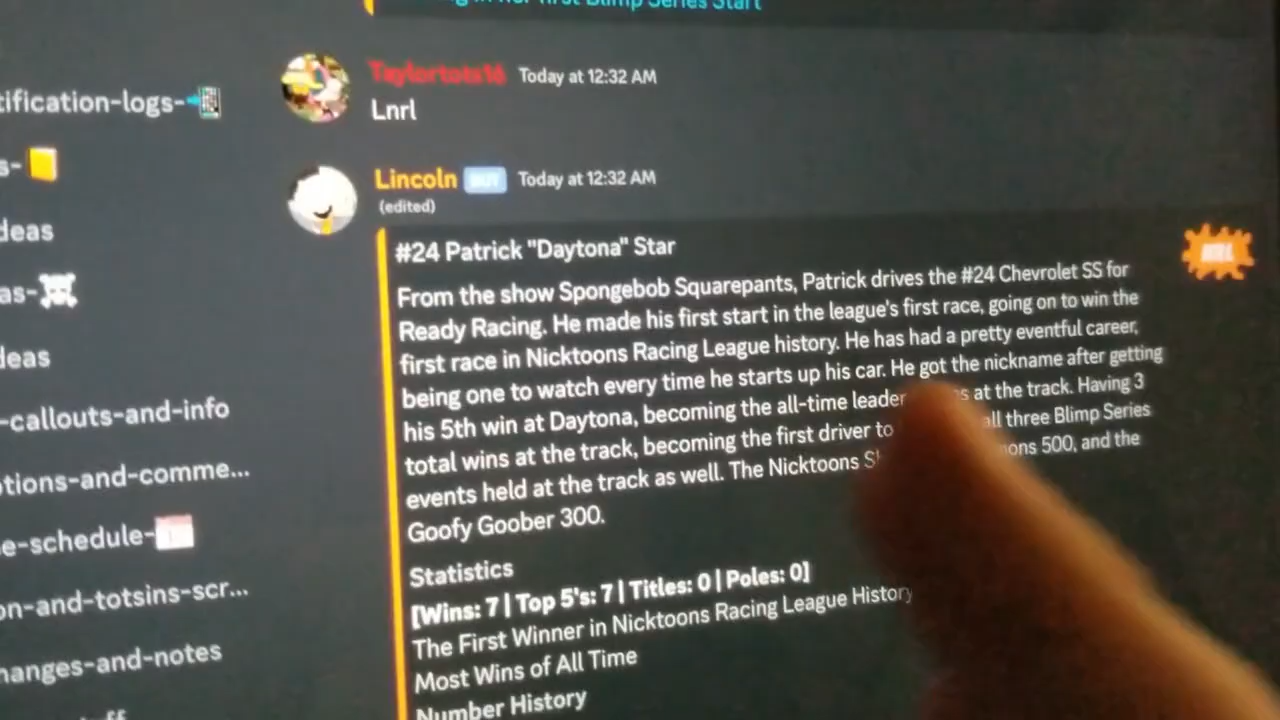 Blimp Series Start
tification-logs-
Taylortots16 Today at 12:32 AM
Lnrl
s-
Lincoln Today at 12:32 AM
(edited)
deas
#24 Patrick "Daytona" Star
From the show Spongebob Squarepants, Patrick drives the #24 Chevrolet SS for
Ready Racing. He made his first start in the league's first race, going on to win the
first race in Nicktoons Racing League history. He has had a pretty eventful career,
being one to watch every time he starts up his car. He got the nickname after getting
his 5th win at Daytona, becoming the all-time leader s at the track. Having 3
total wins at the track, becoming the first driver to all three Blimp Series
events held at the track as well. The Nicktoons S ons 500, and the
Goofy Goober 300.
as-
deas
-callouts-and-info
tions-and-comme...
e-schedule-
on-and-totsins-scr...
hanges-and-notes
Statistics
[Wins: 7 | Top 5's: 7 | Titles: 0 | Poles: 0]
The First Winner in Nicktoons Racing League History
Most Wins of All Time
Number History